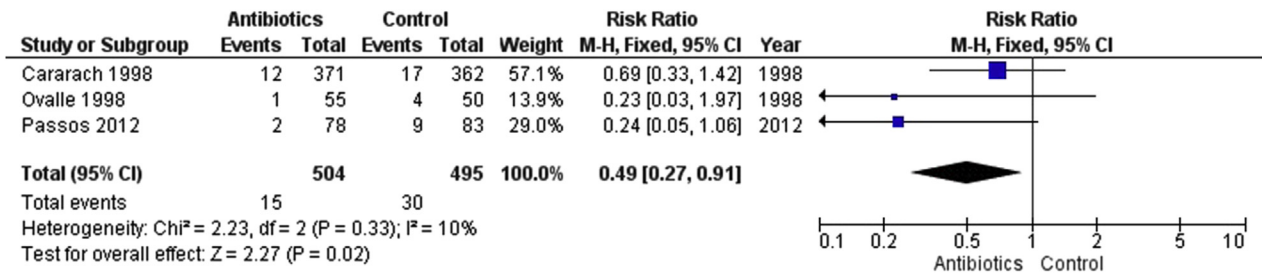 Antibiotics Control Risk Ratio Risk Ratio
Study or Subgroup Events Total Events Total Weight M-H, Fixed, 95% CI Year M-H, Fixed, 95% CI
Cararach 1998 12 371 17 362 57.1% 0.69 [0.33, 1.42] 1998
Ovalle 1998 1 55 4 50 13.9% 0.23 [0.03, 1.97] 1998
Passos 2012 2 78 9 83 29.0% 0.24 [0.05, 1.06] 2012
Total (95% CI) 504 495 100.0% 0.49 [0.27, 0.91]
Total events 15 30
Heterogeneity: Chi² = 2.23, df = 2 (P = 0.33); I² = 10%
Test for overall effect: Z = 2.27 (P = 0.02)
0.1 0.2 0.5 1 2 5 10
Antibiotics Control